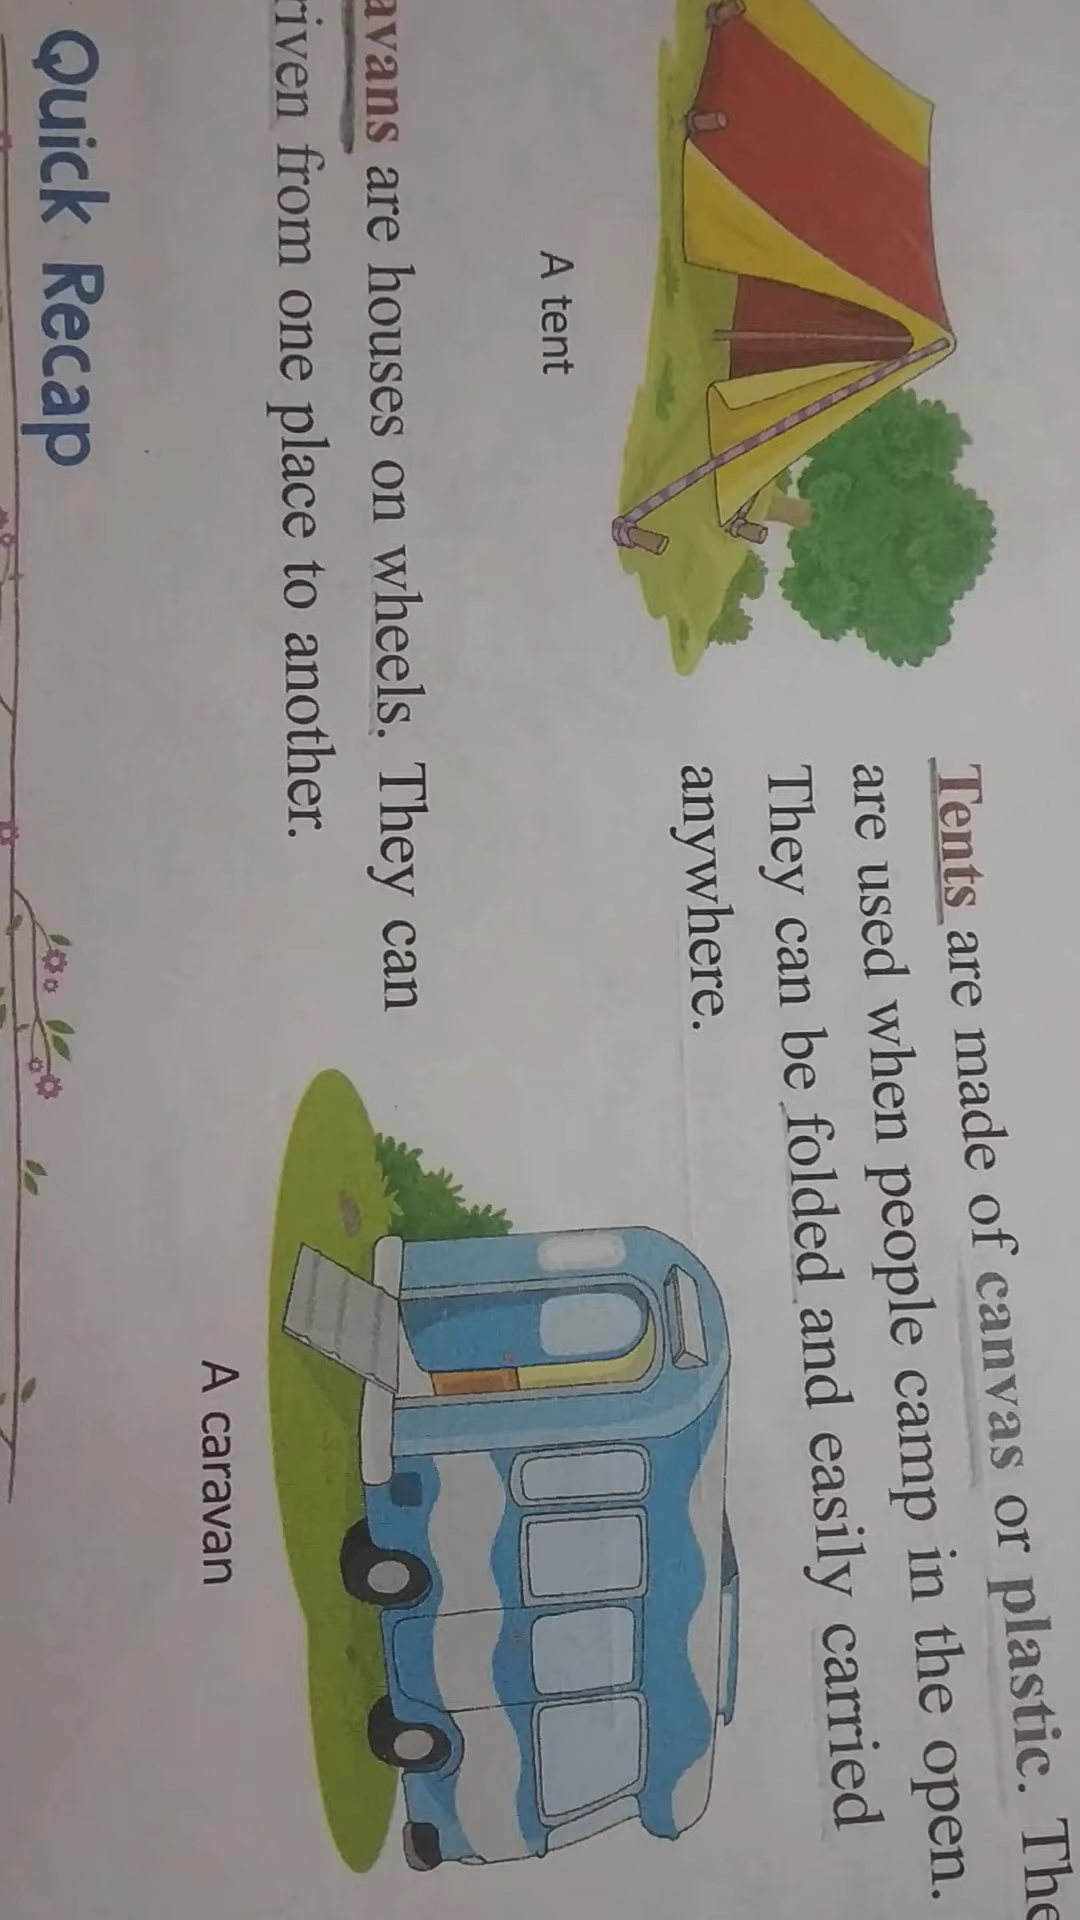 Tents are made of canvas or plastic. The
are used when people camp in the open.
They can be folded and easily carried
anywhere.
A tent
avans are houses on wheels. They can
riven from one place to another.
A caravan
Quick Recap